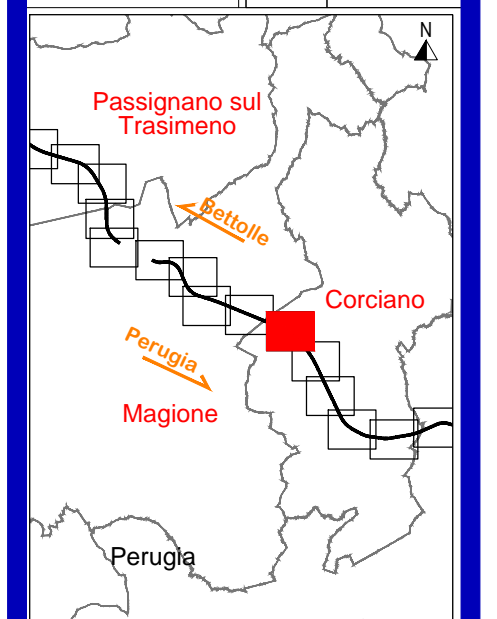 N
Passignano sul
Trasimeno
Bettolle
Corciano
Perugia
Magione
Perugia